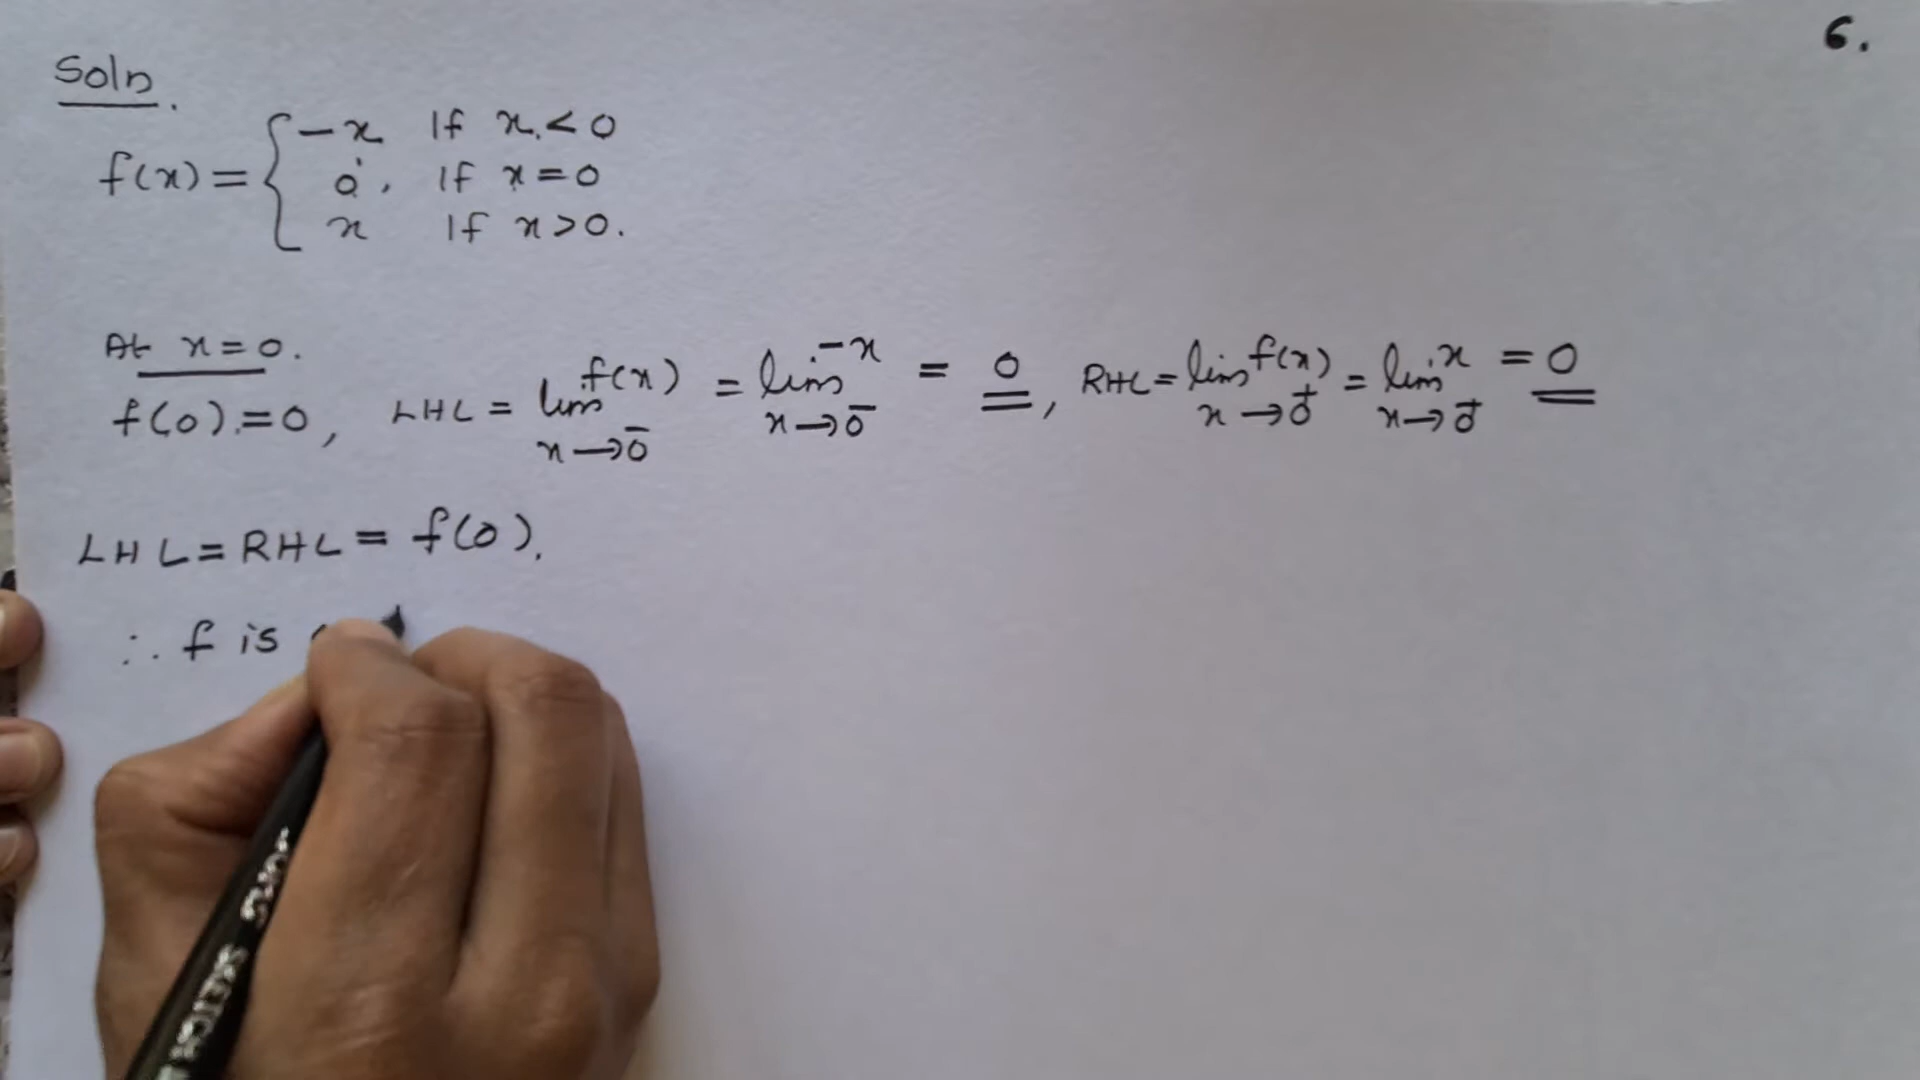 6.
Soln.
f(x) = { -x If x < 0
0, If x = 0
x If x > 0.
At x = 0.
f(0) = 0, LHL = lim x→0⁻ f(x) = lim x→0⁻ -x = 0, RHL = lim x→0⁺ f(x) = lim x→0⁺ x = 0
LHL = RHL = f(0).
∴ f is